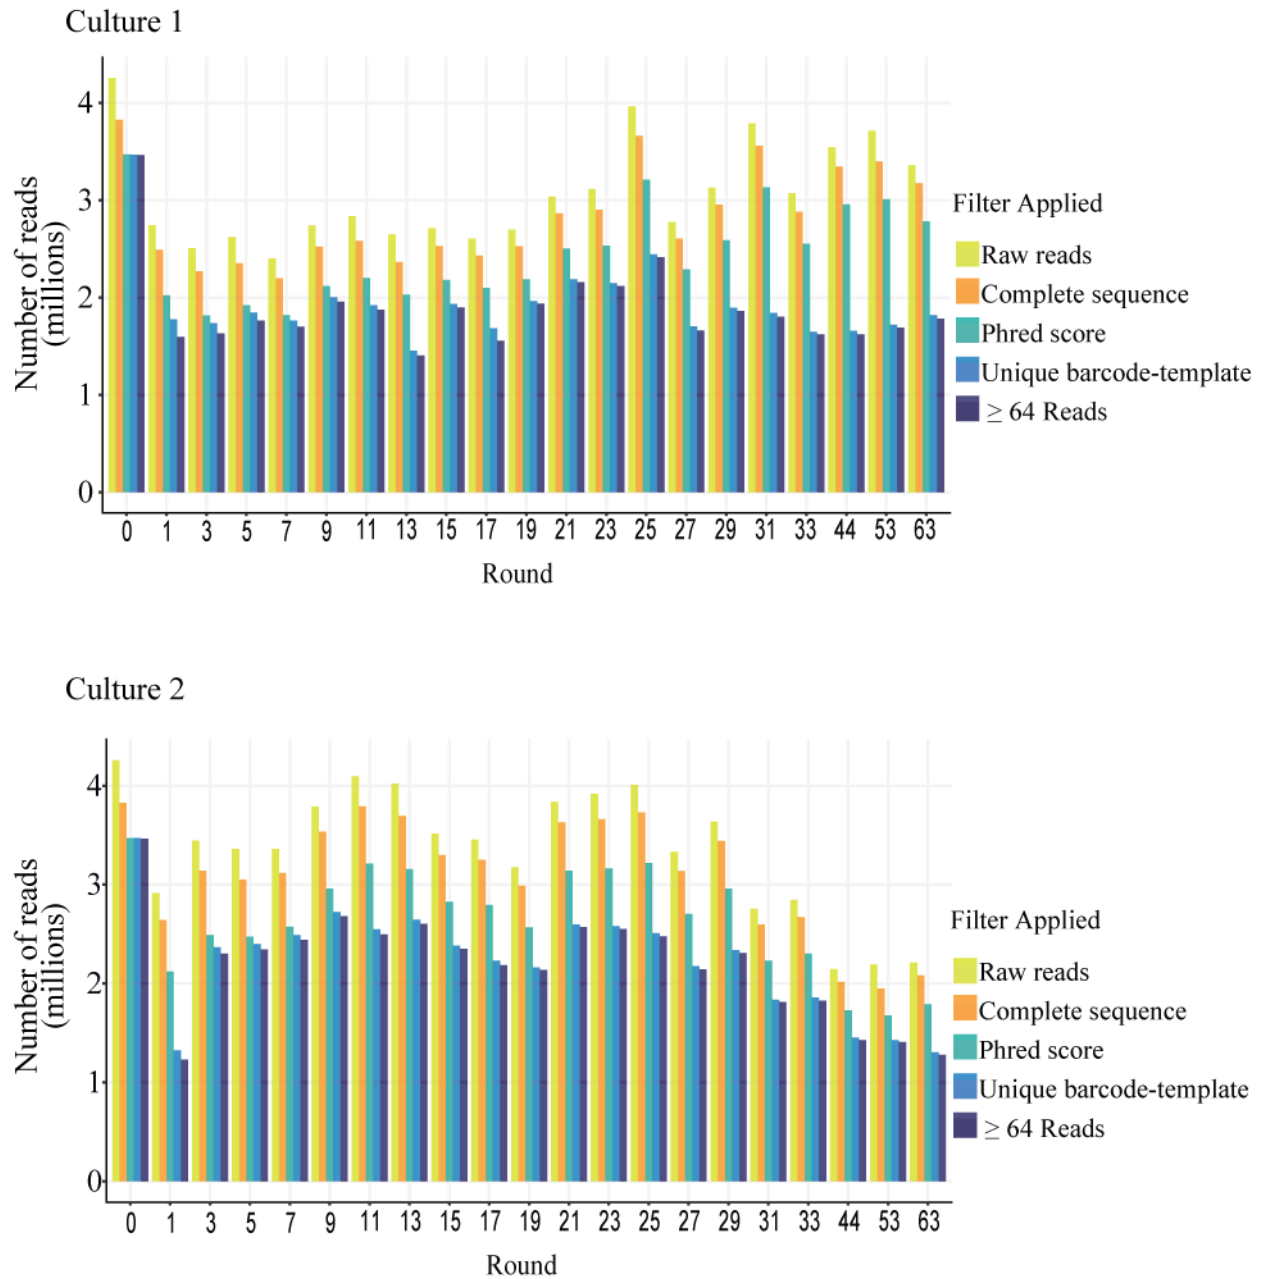 Culture 1
Number of reads
(millions)
4
3
2
1
0
0 1 3 5 7 9 11 13 15 17 19 21 23 25 27 29 31 33 44 53 63
Round
Filter Applied
Raw reads
Complete sequence
Phred score
Unique barcode-template
≥ 64 Reads
Culture 2
Number of reads
(millions)
4
3
2
1
0
0 1 3 5 7 9 11 13 15 17 19 21 23 25 27 29 31 33 44 53 63
Round
Filter Applied
Raw reads
Complete sequence
Phred score
Unique barcode-template
≥ 64 Reads